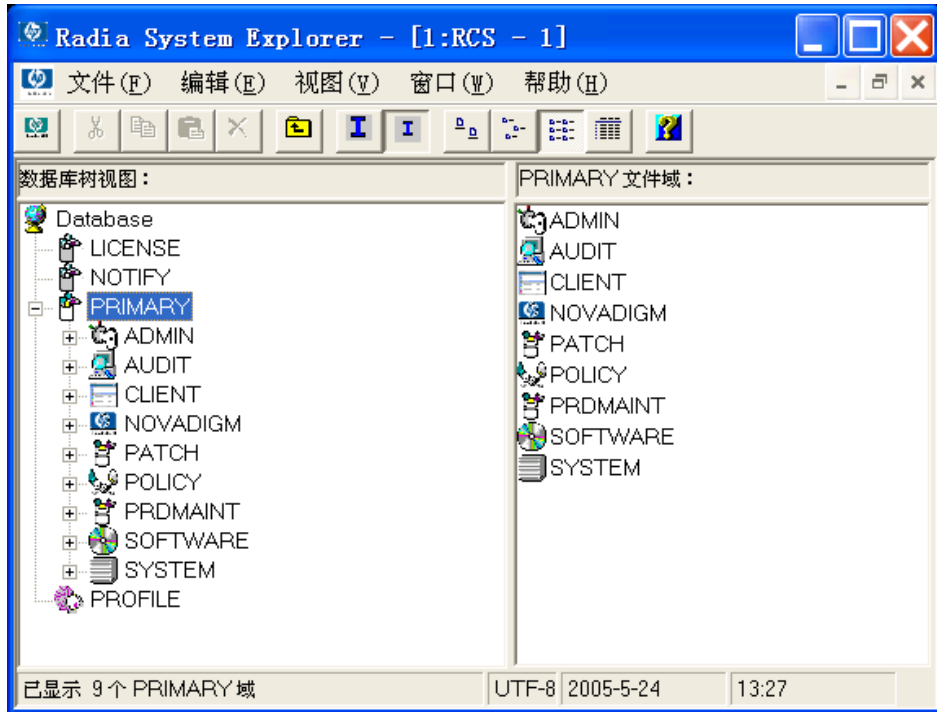 Radia System Explorer - [1:RCS - 1]
文件(F) 编辑(E) 视图(V) 窗口(W) 帮助(H)
数据库树视图：
PRIMARY 文件域：
Database
LICENSE
NOTIFY
PRIMARY
ADMIN
AUDIT
CLIENT
NOVADIGM
PATCH
POLICY
PRDMAINT
SOFTWARE
SYSTEM
PROFILE
ADMIN
AUDIT
CLIENT
NOVADIGM
PATCH
POLICY
PRDMAINT
SOFTWARE
SYSTEM
已显示 9个 PRIMARY 域 UTF-8 2005-5-24 13:27